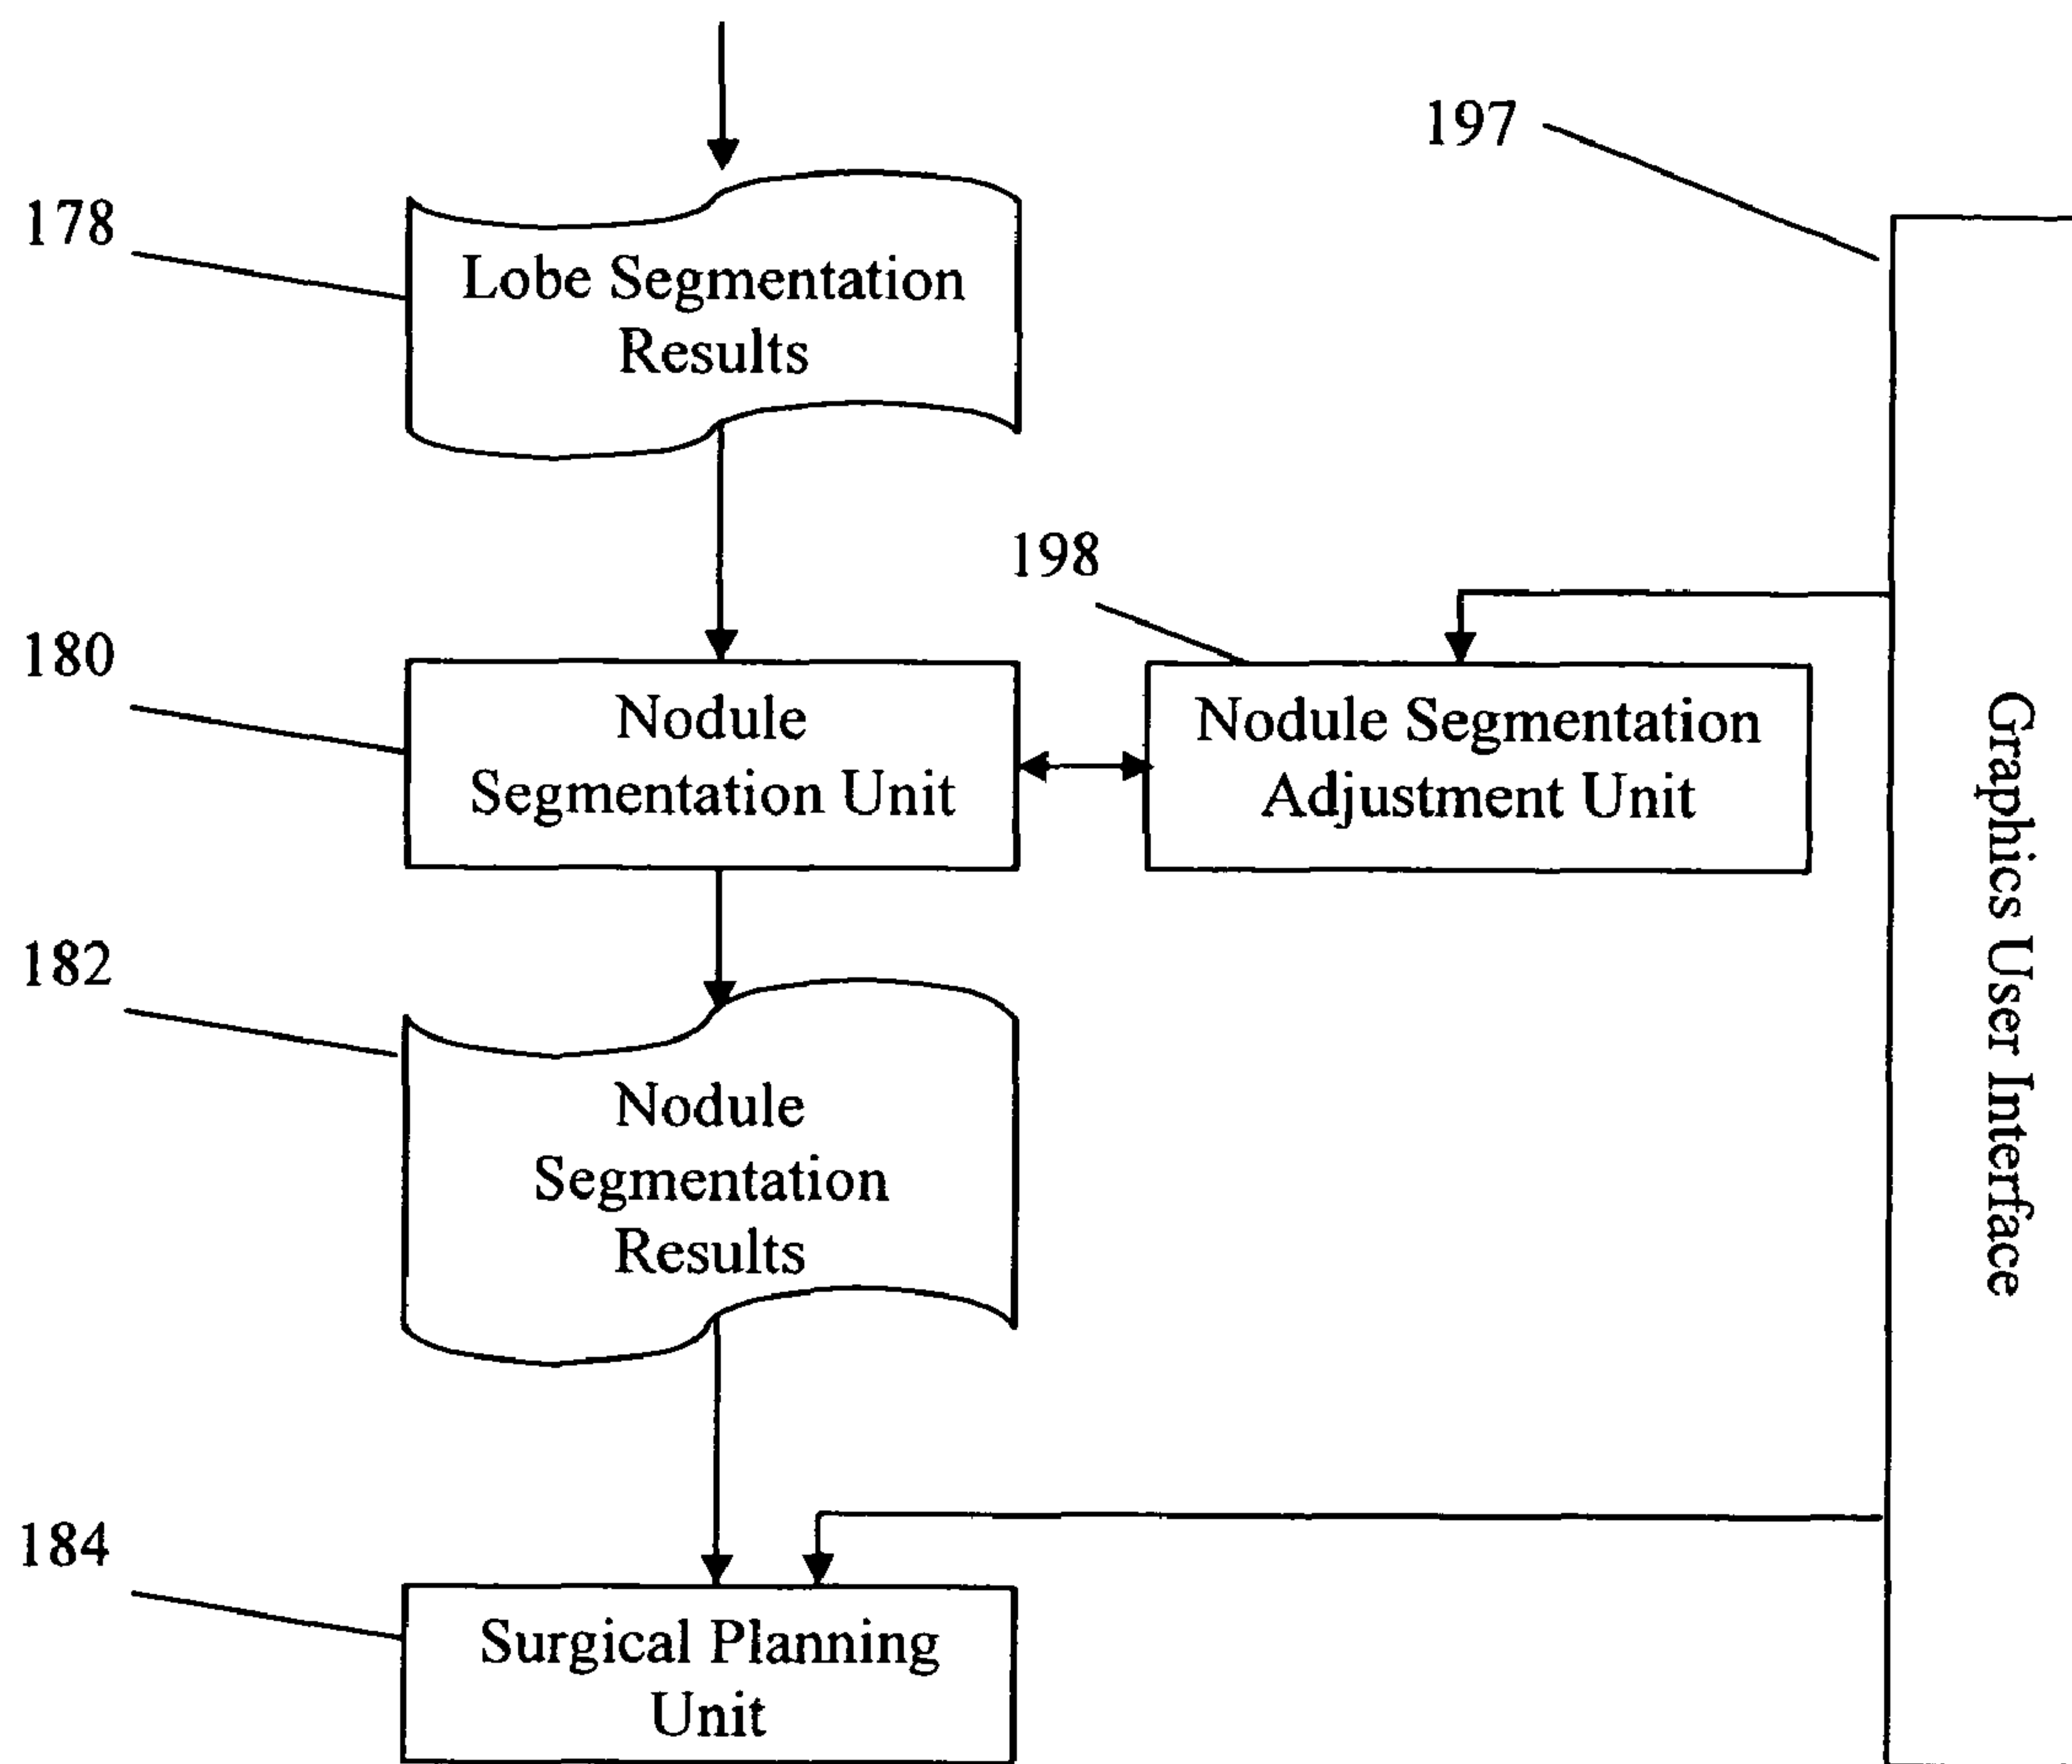 197
178
Lobe Segmentation
Results
198
180
Nodule
Segmentation Unit
Nodule Segmentation
Adjustment Unit
Graphics User Interface
182
Nodule
Segmentation
Results
184
Surgical Planning
Unit